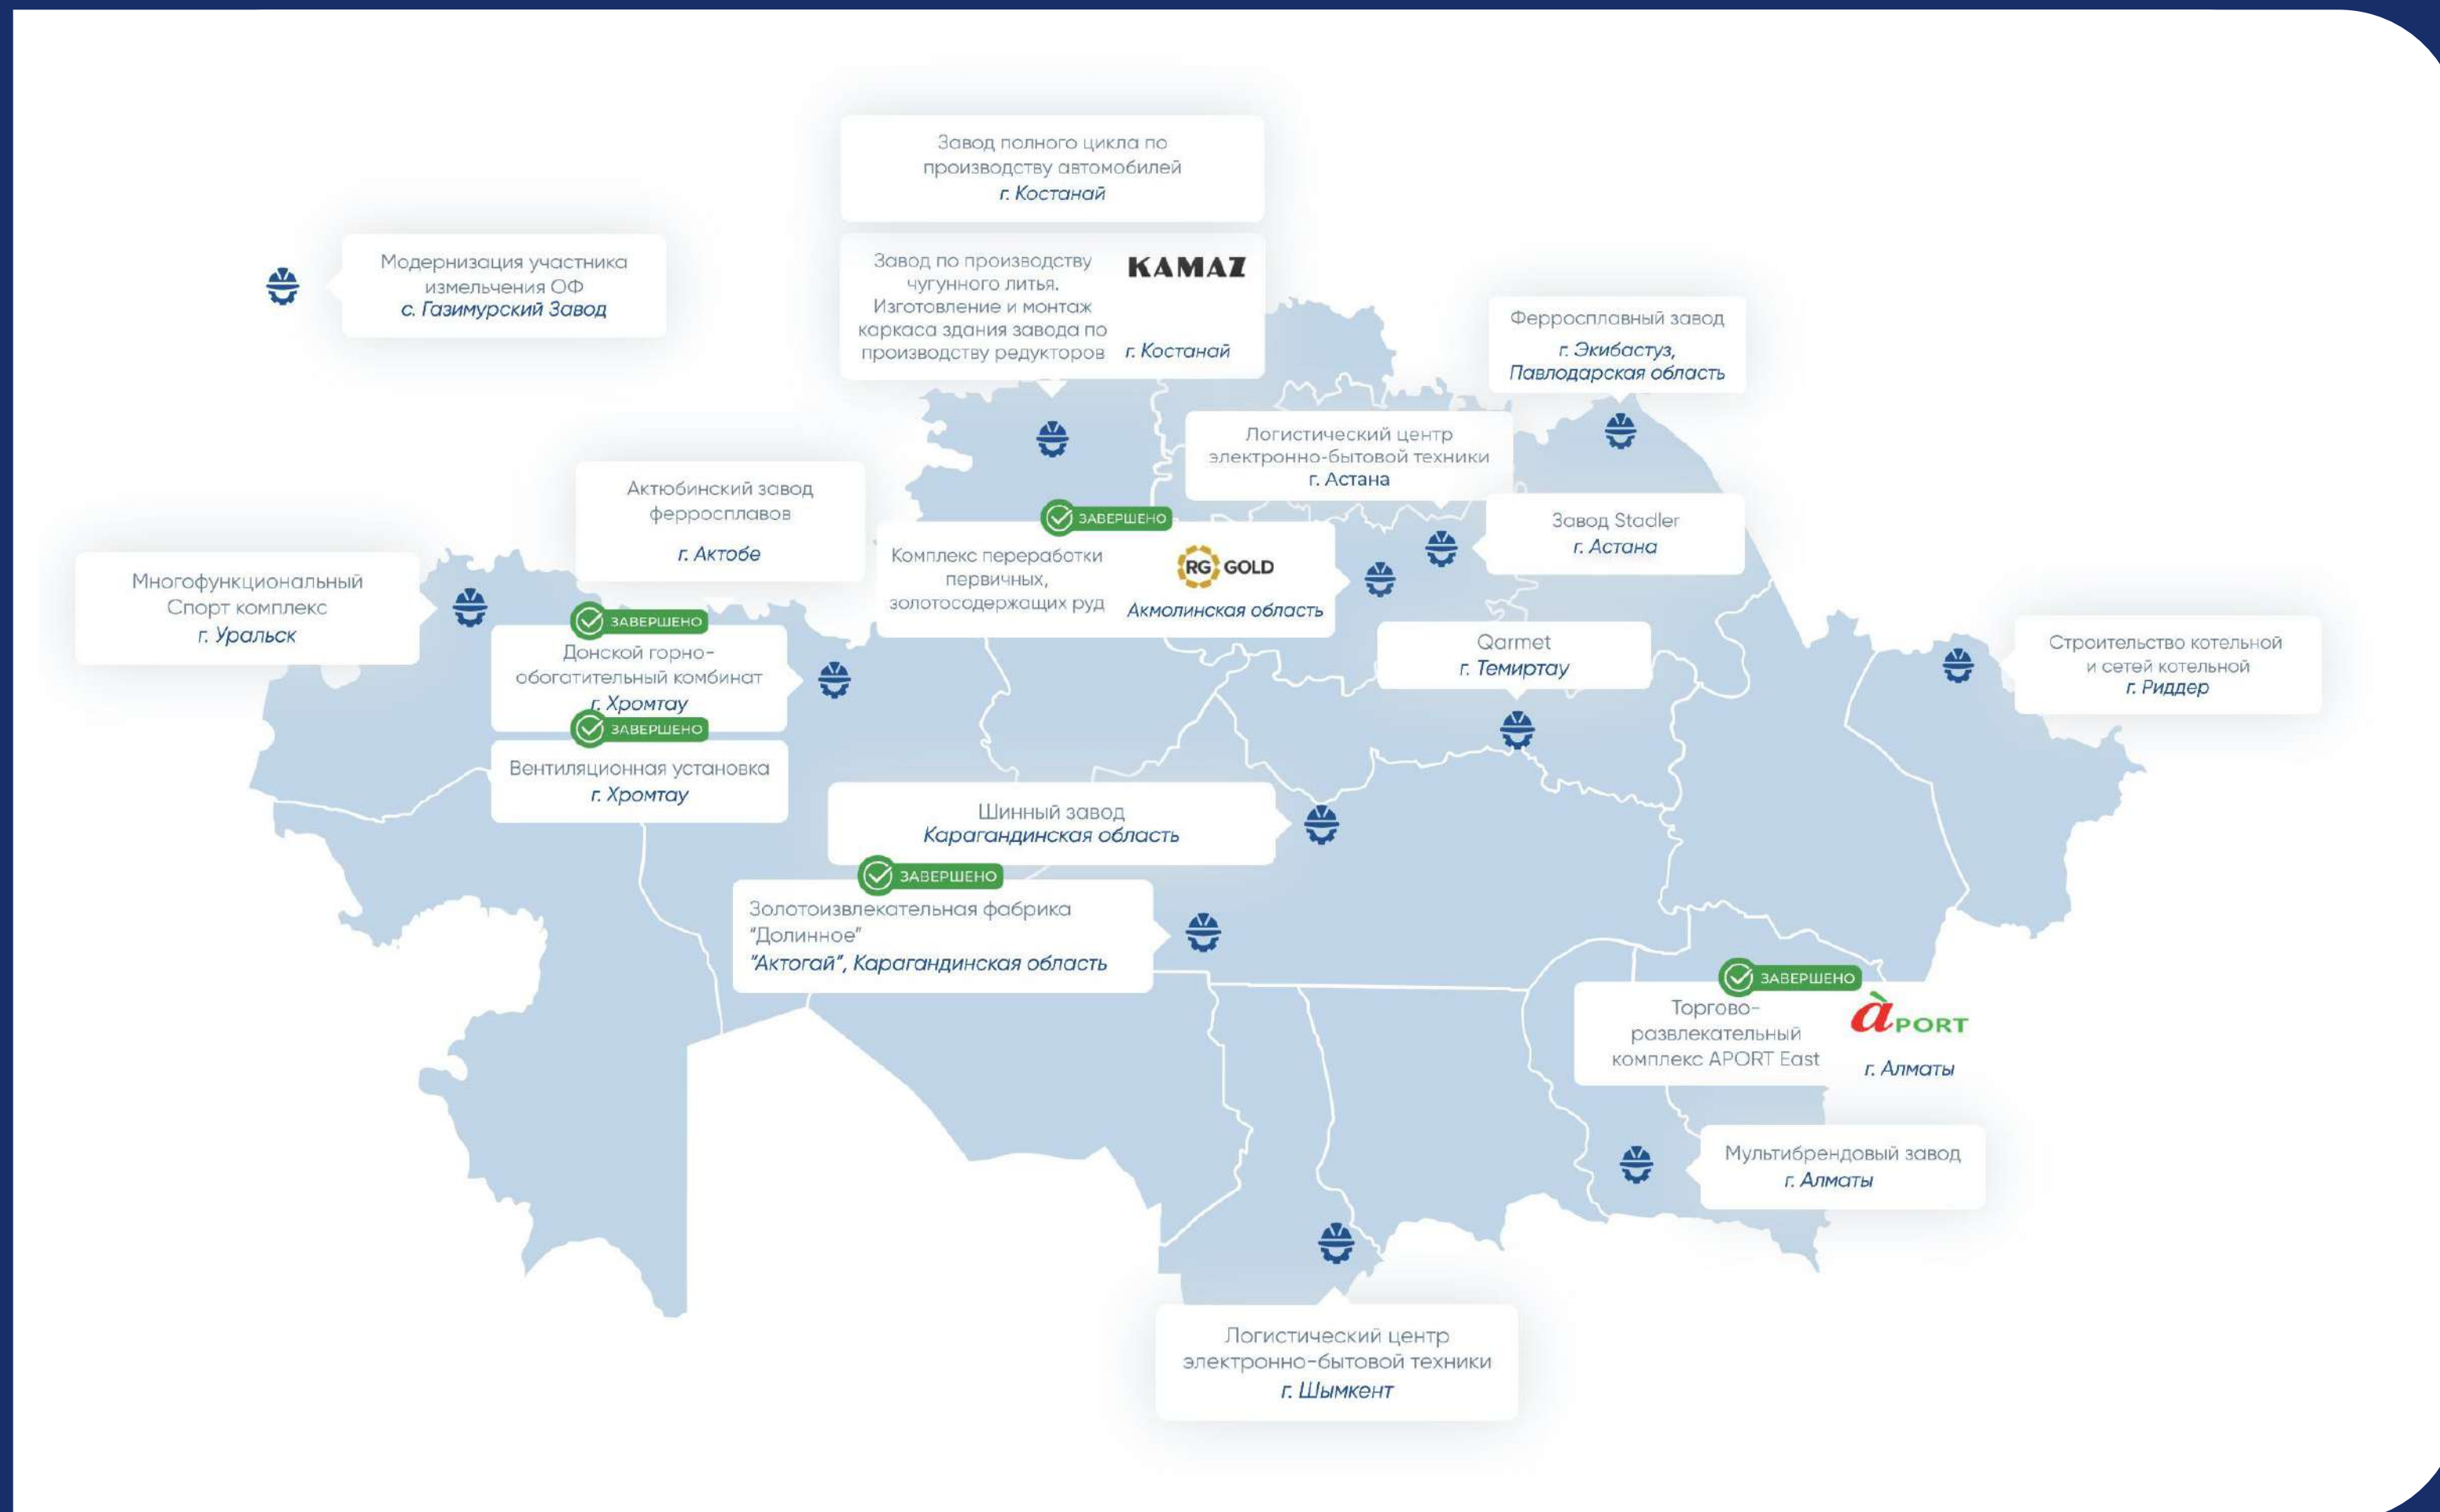 Завод полного цикла по
производству автомобилей
г. Костанай
Модернизация участника
измельчения ОФ
с. Газимурский Завод
Завод по производству
чугунного литья.
Изготовление и монтаж
каркаса здания завода по
производству редукторов
KAMAZ
г. Костанай
Ферросплавный завод
г. Экибастуз,
Павлодарская область
Логистический центр
электронно-бытовой техники
г. Астана
Актюбинский завод
ферросплавов
г. Актобе
ЗАВЕРШЕНО
Комплекс переработки
первичных,
золотосодержащих руд
RG GOLD
Акмолинская область
Завод Stadler
г. Астана
Многофункциональный
Спорт комплекс
г. Уральск
ЗАВЕРШЕНО
Донской горно-
обогатительный комбинат
г. Хромтау
ЗАВЕРШЕНО
Вентиляционная установка
г. Хромтау
Qarmet
г. Темиртау
Строительство котельной
и сетей котельной
г. Риддер
Шинный завод
Карагандинская область
ЗАВЕРШЕНО
Золотоизвлекательная фабрика
"Долинное"
"Актогай", Карагандинская область
ЗАВЕРШЕНО
Торгово-
развлекательный
комплекс APORT East
àPORT
г. Алматы
Мультибрендовый завод
г. Алматы
Логистический центр
электронно-бытовой техники
г. Шымкент